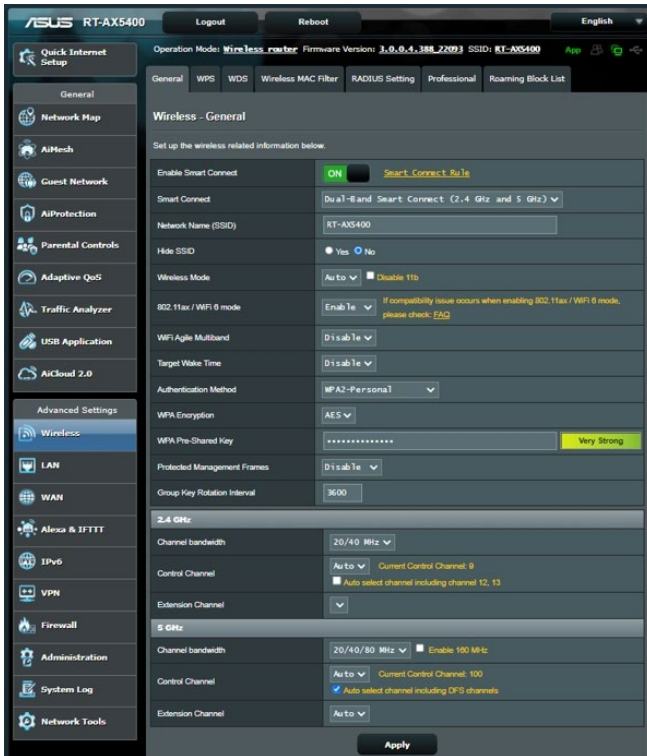 ASUS RT-AX5400 Logout Reboot English
Quick Internet Setup
Operation Mode: Wireless router Firmware Version: 3.0.0.4.388_22093 SSID: RT-AX5400 App
General
Network Map
AiMesh
Guest Network
AiProtection
Parental Controls
Adaptive QoS
Traffic Analyzer
USB Application
AiCloud 2.0
Advanced Settings
Wireless
LAN
WAN
Alexa & IFTTT
IPv6
VPN
Firewall
Administration
System Log
Network Tools
General WPS WDS Wireless MAC Filter RADIUS Setting Professional Roaming Block List
Wireless - General
Set up the wireless related information below.
Enable Smart Connect ON Smart Connect Rule
Smart Connect Dual-Band Smart Connect (2.4 GHz and 5 GHz)
Network Name (SSID) RT-AX5400
Hide SSID Yes No
Wireless Mode Auto Disable 11b
802.11ax / WiFi 6 mode Enable If compatibility issue occurs when enabling 802.11ax / WiFi 6 mode,
please check: FAQ
WiFi Agile Multiband Disable
Target Wake Time Disable
Authentication Method WPA2-Personal
WPA Encryption AES
WPA Pre-Shared Key •••••••••••••• Very Strong
Protected Management Frames Disable
Group Key Rotation Interval 3600
2.4 GHz
Channel bandwidth 20/40 MHz
Control Channel Auto Current Control Channel: 9
Auto select channel including channel 12, 13
Extension Channel
5 GHz
Channel bandwidth 20/40/80 MHz Enable 160 MHz
Control Channel Auto Current Control Channel: 100
Auto select channel including DFS channels
Extension Channel Auto
Apply